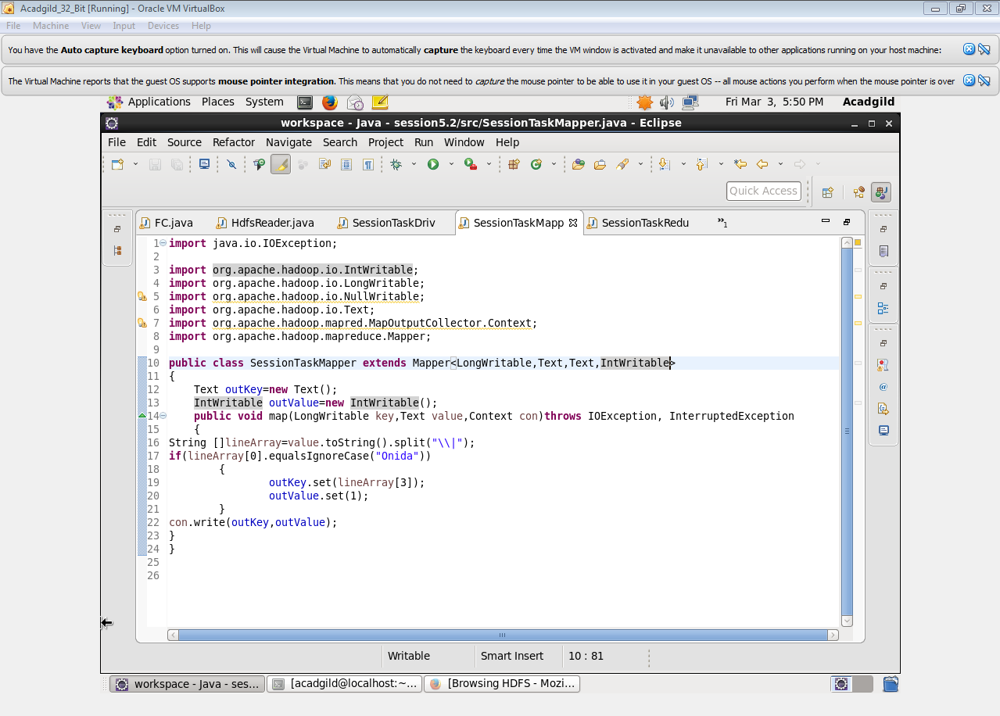 Acadgild_32_Bit [Running] - Oracle VM VirtualBox
File Machine View Input Devices Help
You have the Auto capture keyboard option turned on. This will cause the Virtual Machine to automatically capture the keyboard every time the VM window is activated and make it unavailable to other applications running on your host machine:
The Virtual Machine reports that the guest OS supports mouse pointer integration. This means that you do not need to capture the mouse pointer to be able to use it in your guest OS -- all mouse actions you perform when the mouse pointer is over
Applications Places System Fri Mar 3, 5:50 PM Acadgild
workspace - Java - session5.2/src/SessionTaskMapper.java - Eclipse
File Edit Source Refactor Navigate Search Project Run Window Help
Quick Access
FC.java HdfsReader.java SessionTaskDriv SessionTaskMapp SessionTaskRedu »1
1 import java.io.IOException;
2
3 import org.apache.hadoop.io.IntWritable;
4 import org.apache.hadoop.io.LongWritable;
5 import org.apache.hadoop.io.NullWritable;
6 import org.apache.hadoop.io.Text;
7 import org.apache.hadoop.mapred.MapOutputCollector.Context;
8 import org.apache.hadoop.mapreduce.Mapper;
9
10 public class SessionTaskMapper extends Mapper<LongWritable,Text,Text,IntWritable>
11 {
12 Text outKey=new Text();
13 IntWritable outValue=new IntWritable();
14 public void map(LongWritable key,Text value,Context con)throws IOException, InterruptedException
15 {
16 String []lineArray=value.toString().split("\\|");
17 if(lineArray[0].equalsIgnoreCase("Onida"))
18 {
19 outKey.set(lineArray[3]);
20 outValue.set(1);
21 }
22 con.write(outKey,outValue);
23 }
24 }
25
26
Writable Smart Insert 10 : 81
workspace - Java - ses... [acadgild@localhost:~... [Browsing HDFS - Mozi...